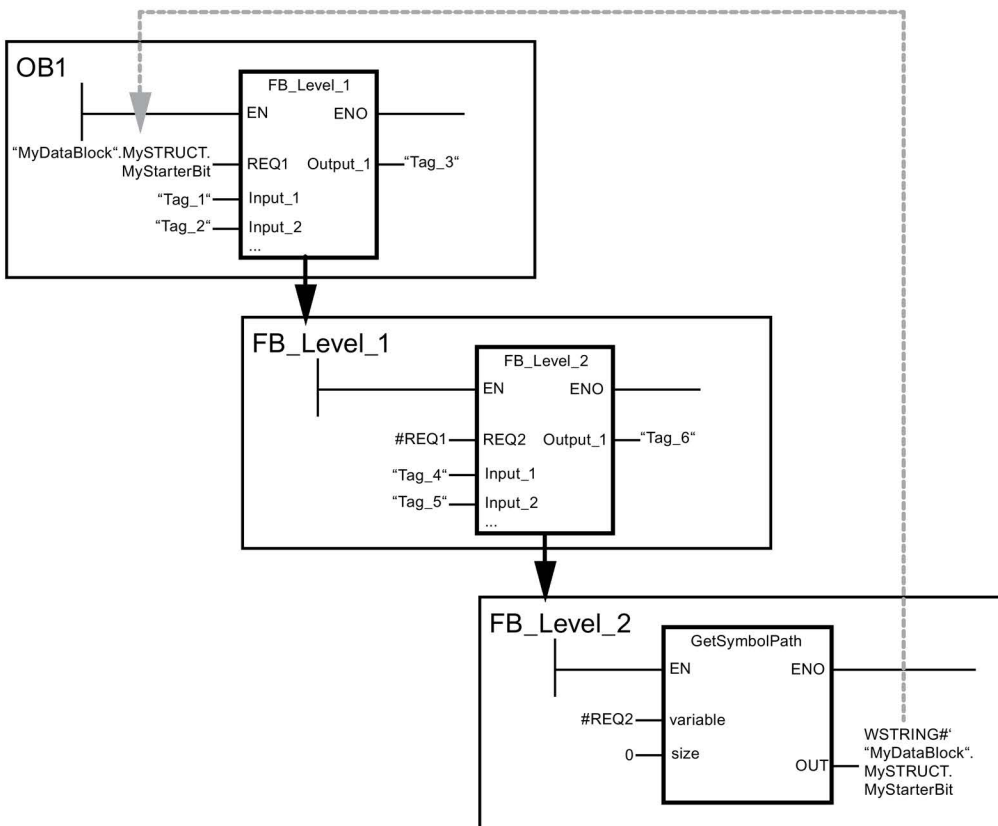 OB1
FB_Level_1
EN ENO
"MyDataBlock“.MySTRUCT.
MyStarterBit
REQ1 Output_1 “Tag_3“
“Tag_1“ Input_1
“Tag_2“ Input_2
...
FB_Level_1
FB_Level_2
EN ENO
#REQ1 REQ2 Output_1 “Tag_6“
“Tag_4“ Input_1
“Tag_5“ Input_2
...
FB_Level_2
GetSymbolPath
EN ENO
#REQ2 variable
0 size
OUT
WSTRING#‘
“MyDataBlock“.
MySTRUCT.
MyStarterBit